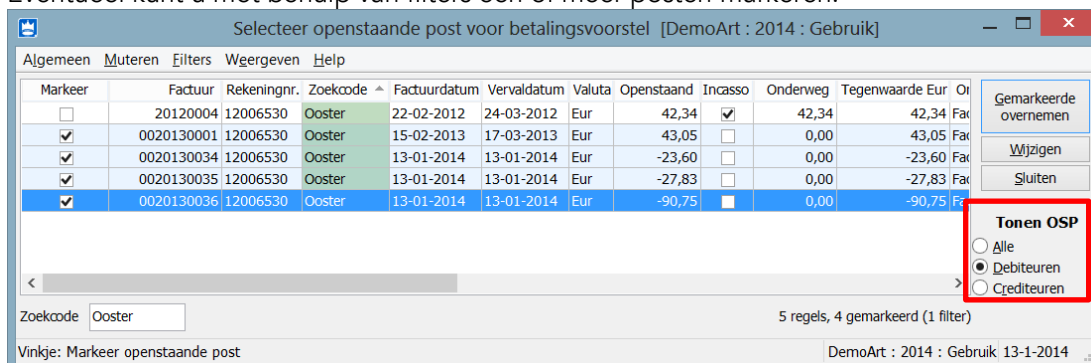 Eventueel kunt u met behulp van filters een of meer posten markeren.
Selecteer openstaande post voor betalingsvoorstel [DemoArt : 2014 : Gebruik]
Algemeen Muteren Filters Weergeven Help
Markeer Factuur Rekeningnr. Zoekcode Factuurdatum Vervaldatum Valuta Openstaand Incasso Onderweg Tegenwaarde Eur
20120004 12006530 Ooster 22-02-2012 24-03-2012 Eur 42,34 42,34 42,34
0020130001 12006530 Ooster 15-02-2013 17-03-2013 Eur 43,05 0,00 43,05
0020130034 12006530 Ooster 13-01-2014 13-01-2014 Eur -23,60 0,00 -23,60
0020130035 12006530 Ooster 13-01-2014 13-01-2014 Eur -27,83 0,00 -27,83
0020130036 12006530 Ooster 13-01-2014 13-01-2014 Eur -90,75 0,00 -90,75
Gemarkeerde
overnemen
Wijzigen
Sluiten
Tonen OSP
Alle
Debiteuren
Crediteuren
Zoekcode Ooster
5 regels, 4 gemarkeerd (1 filter)
Vinkje: Markeer openstaande post
DemoArt : 2014 : Gebruik 13-1-2014